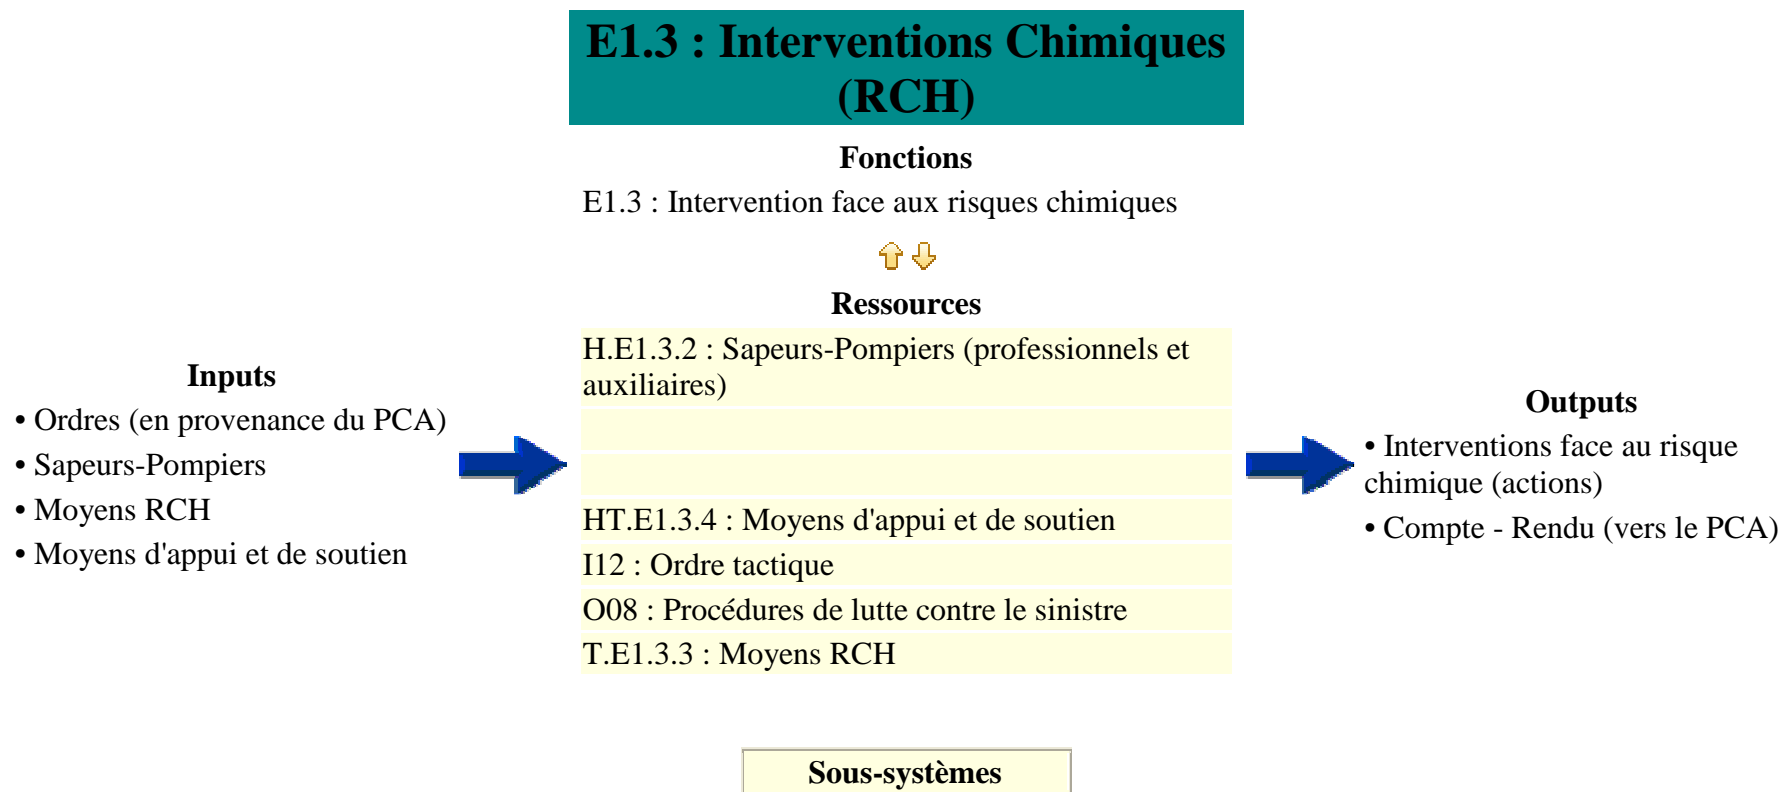 E1.3 : Interventions Chimiques
(RCH)
Fonctions
E1.3 : Intervention face aux risques chimiques
Ressources
H.E1.3.2 : Sapeurs-Pompiers (professionnels et
auxiliaires)
HT.E1.3.4 : Moyens d'appui et de soutien
I12 : Ordre tactique
O08 : Procédures de lutte contre le sinistre
T.E1.3.3 : Moyens RCH
Inputs
• Ordres (en provenance du PCA)
• Sapeurs-Pompiers
• Moyens RCH
• Moyens d'appui et de soutien
Outputs
• Interventions face au risque
chimique (actions)
• Compte - Rendu (vers le PCA)
Sous-systèmes